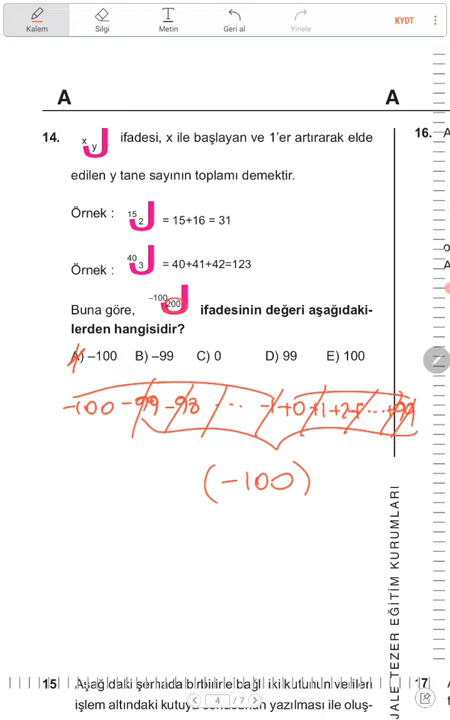 Kalem Silgi Metin Geri al Yinele KYDT
A A
14. x y J ifadesi, x ile başlayan ve 1'er artırarak elde
edilen y tane sayının toplamı demektir.
Örnek : 15 2 J = 15+16 = 31
Örnek : 40 3 J = 40+41+42=123
Buna göre, –100 200 J ifadesinin değeri aşağıdaki-
lerden hangisidir?
A) –100 B) –99 C) 0 D) 99 E) 100
-100 -99 -98 ... -1 +0 +1 +2 + ... +99
(-100)
16. A
A
JALE TEZER EĞİTİM KURUMLARI
15 Aşağıdaki şemada birbirlerine bağlı iki kutunun verilen
işlem altındaki kutuya sonucunun yazılması ile oluş-
4 / 7
17